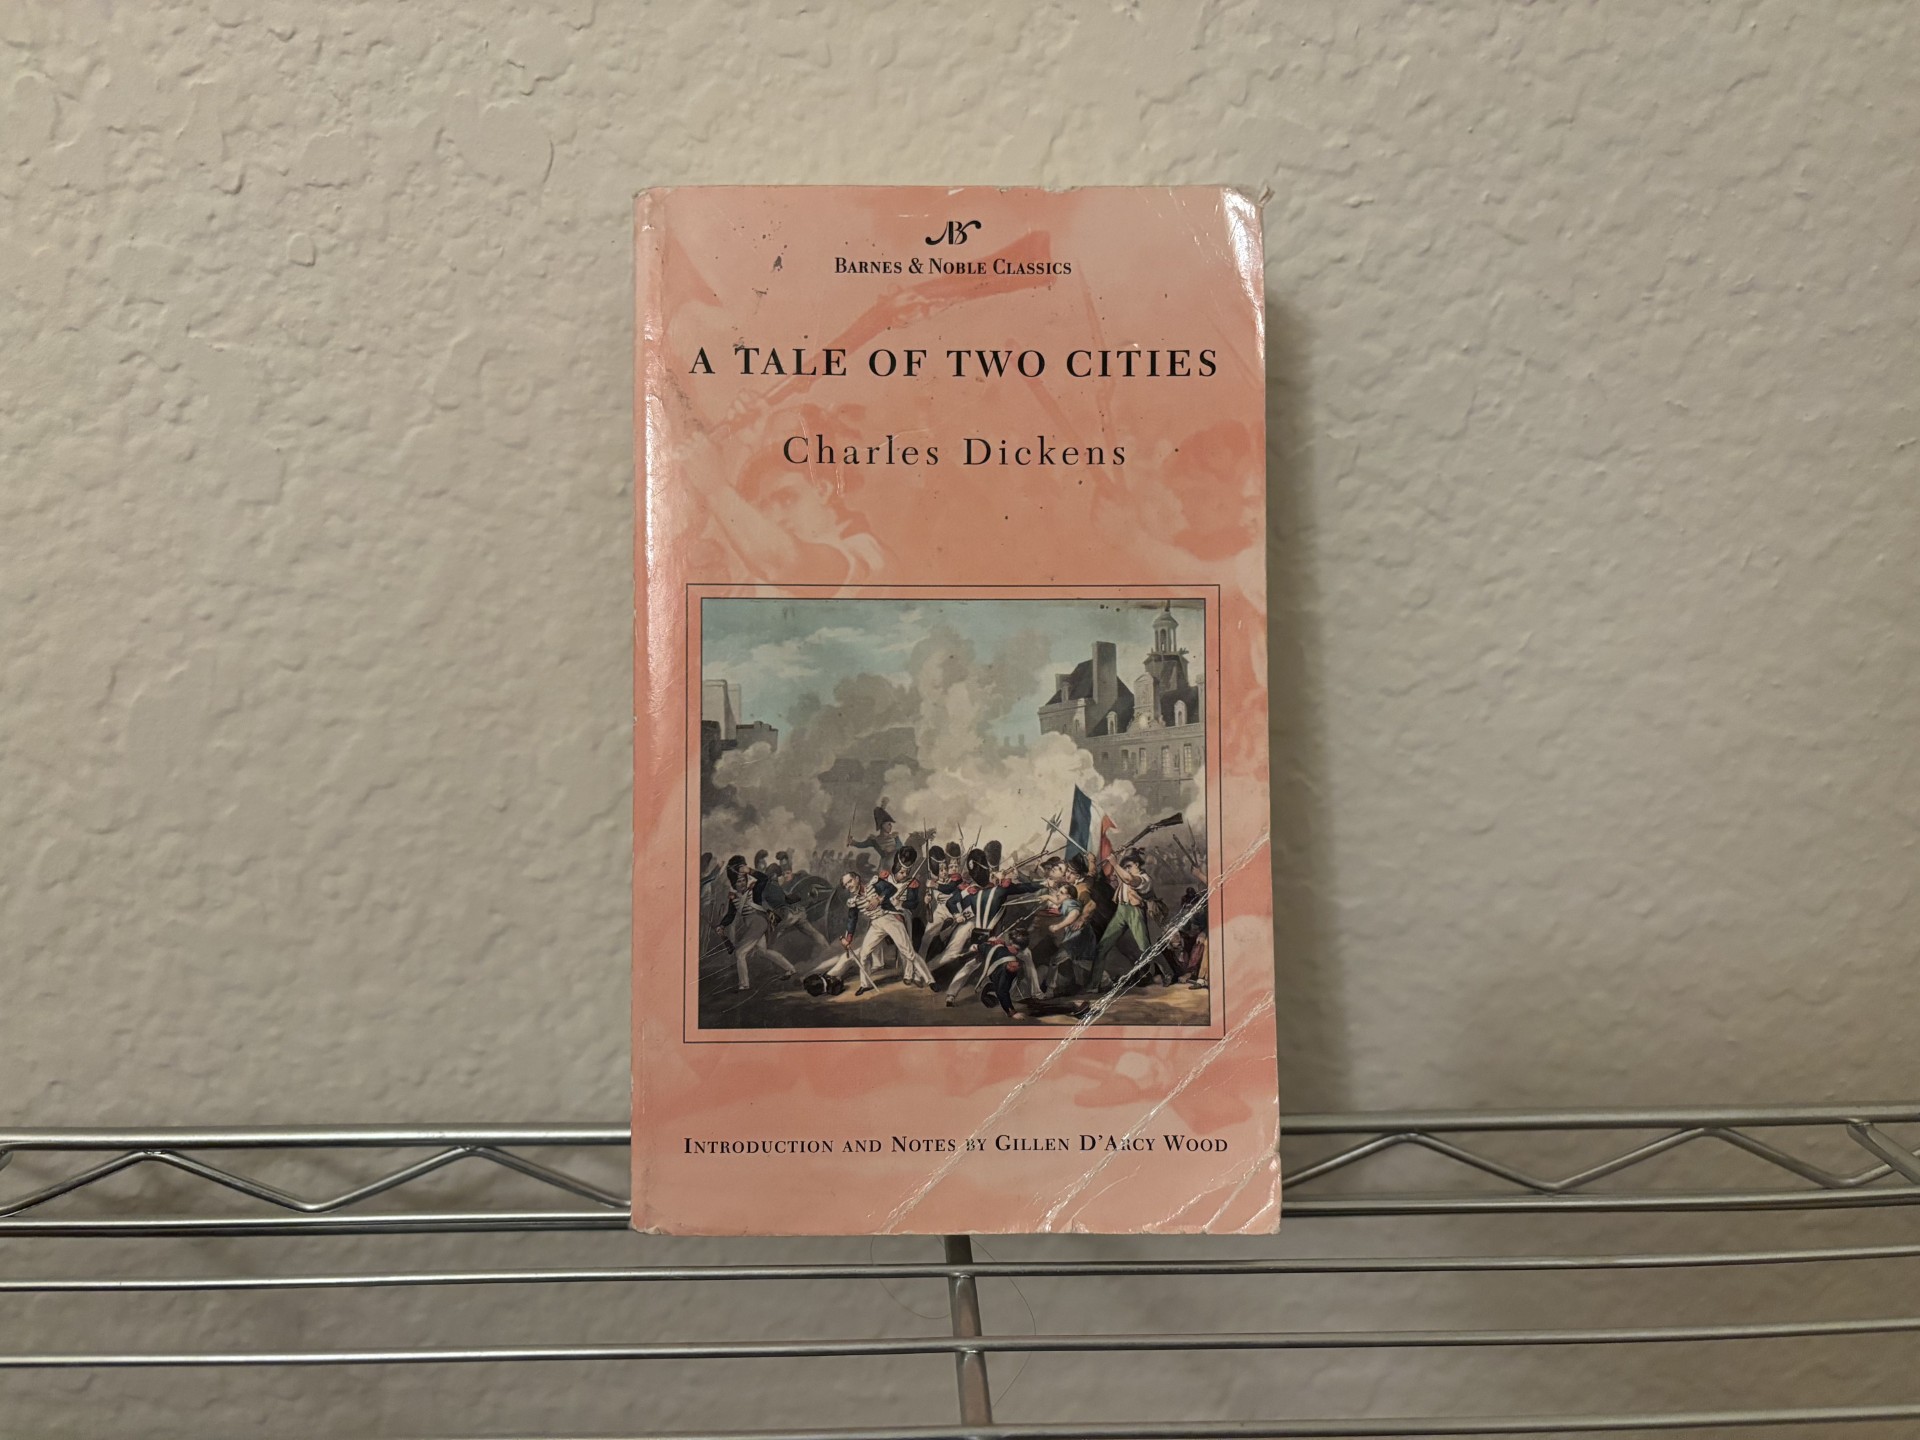 BARNES & NOBLE CLASSICS
A TALE OF TWO CITIES
Charles Dickens
INTRODUCTION AND NOTES BY GILLEN D'ARCY WOOD